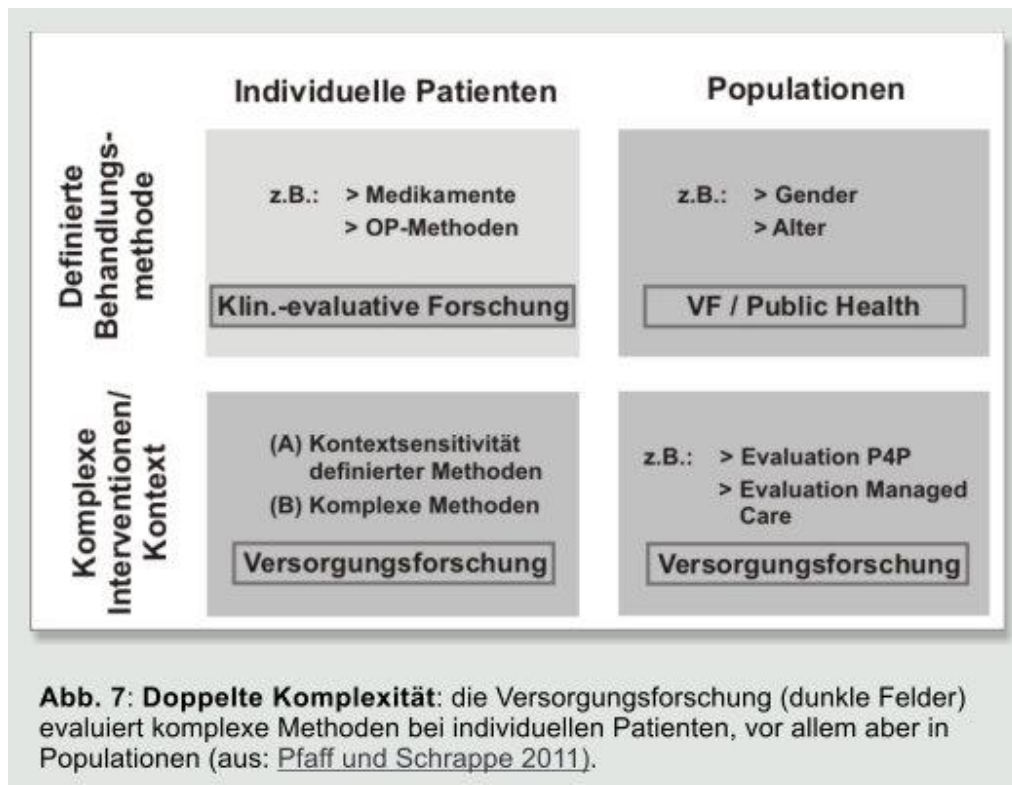 Individuelle Patienten
Populationen
Definierte
Behandlungs-
methode
z.B.: > Medikamente
> OP-Methoden
Klin.-evaluative Forschung
z.B.: > Gender
> Alter
VF / Public Health
Komplexe
Interventionen/
Kontext
(A) Kontextsensitivität
definierter Methoden
(B) Komplexe Methoden
Versorgungsforschung
z.B.: > Evaluation P4P
> Evaluation Managed
Care
Versorgungsforschung
Abb. 7: Doppelte Komplexität: die Versorgungsforschung (dunkle Felder)
evaluiert komplexe Methoden bei individuellen Patienten, vor allem aber in
Populationen (aus: Pfaff und Schrappe 2011).